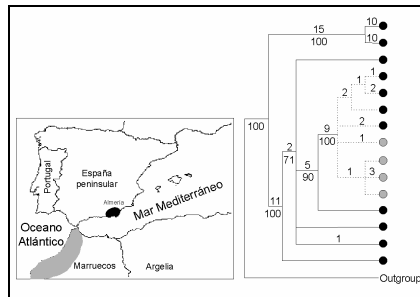 Portugal
España
peninsular
Almería
Mar Mediterráneo
Oceano
Atlántico
Marruecos
Argelia
15
100
10
10
1
2
2
2
1
9
100
1
3
2
71
5
90
100
11
100
1
Outgroup